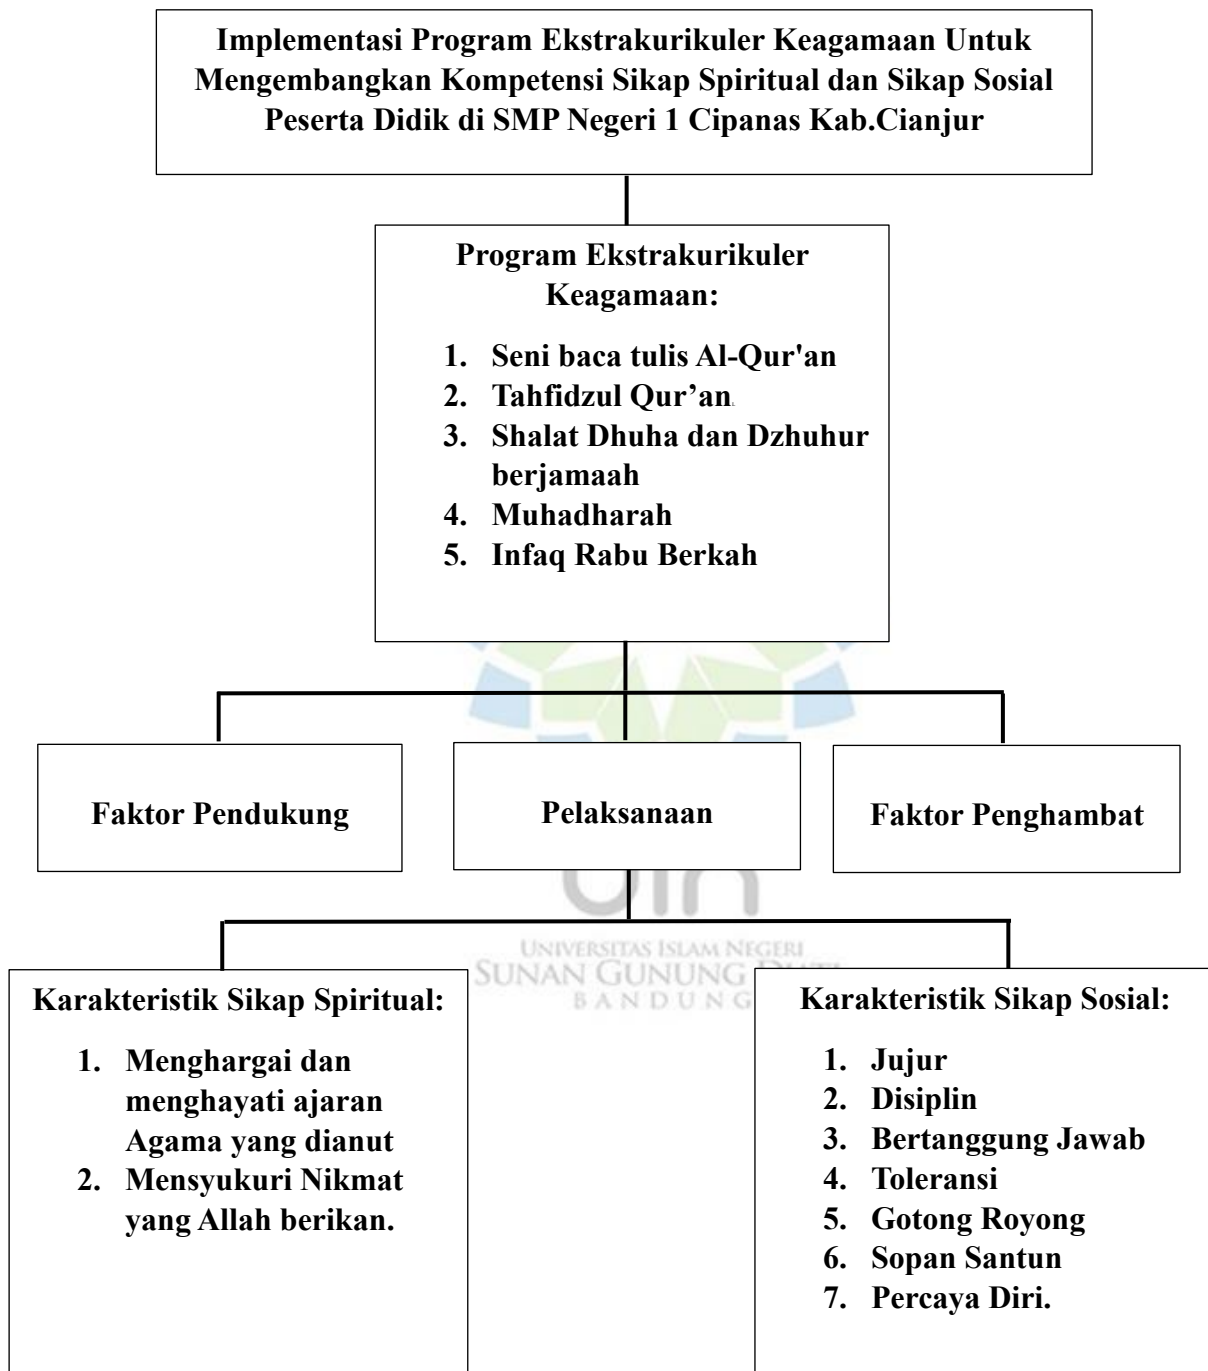 Implementasi Program Ekstrakurikuler Keagamaan Untuk
Mengembangkan Kompetensi Sikap Spiritual dan Sikap Sosial
Peserta Didik di SMP Negeri 1 Cipanas Kab.Cianjur
Program Ekstrakurikuler
Keagamaan:
1. Seni baca tulis Al-Qur'an
2. Tahfidzul Qur’an
3. Shalat Dhuha dan Dzhuhur
berjamaah
4. Muhadharah
5. Infaq Rabu Berkah
Faktor Pendukung
Pelaksanaan
Faktor Penghambat
uin
UNIVERSITAS ISLAM NEGERI
SUNAN GUNUNG
BANDUNG
Karakteristik Sikap Spiritual:
1. Menghargai dan
menghayati ajaran
Agama yang dianut
2. Mensyukuri Nikmat
yang Allah berikan.
Karakteristik Sikap Sosial:
1. Jujur
2. Disiplin
3. Bertanggung Jawab
4. Toleransi
5. Gotong Royong
6. Sopan Santun
7. Percaya Diri.